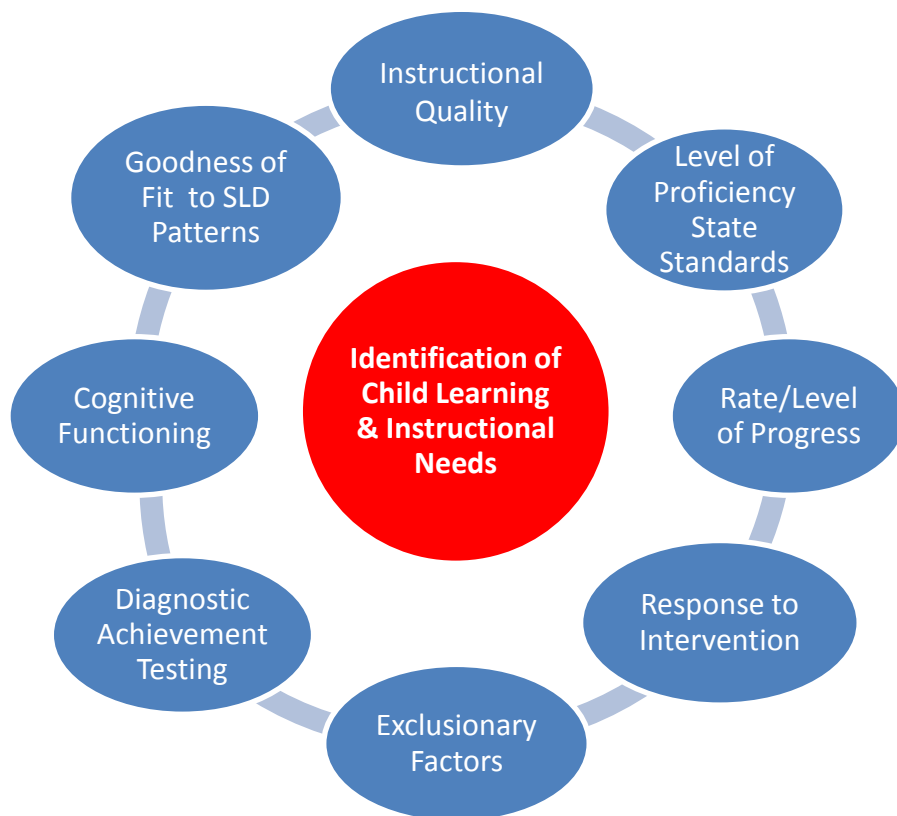 Instructional
Quality
Level of
Proficiency
State
Standards
Rate/Level
of Progress
Response to
Intervention
Exclusionary
Factors
Diagnostic
Achievement
Testing
Cognitive
Functioning
Goodness of
Fit to SLD
Patterns
Identification of
Child Learning
& Instructional
Needs